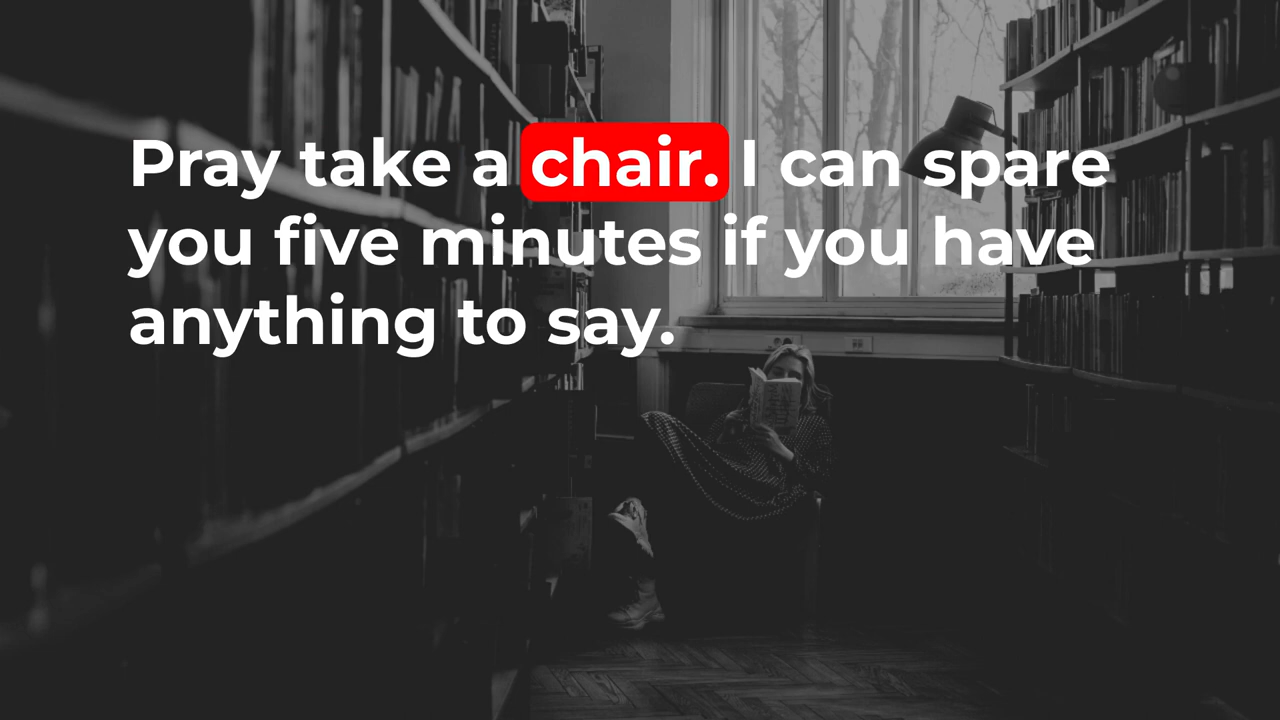 Pray take a chair. I can spare
you five minutes if you have
anything to say.